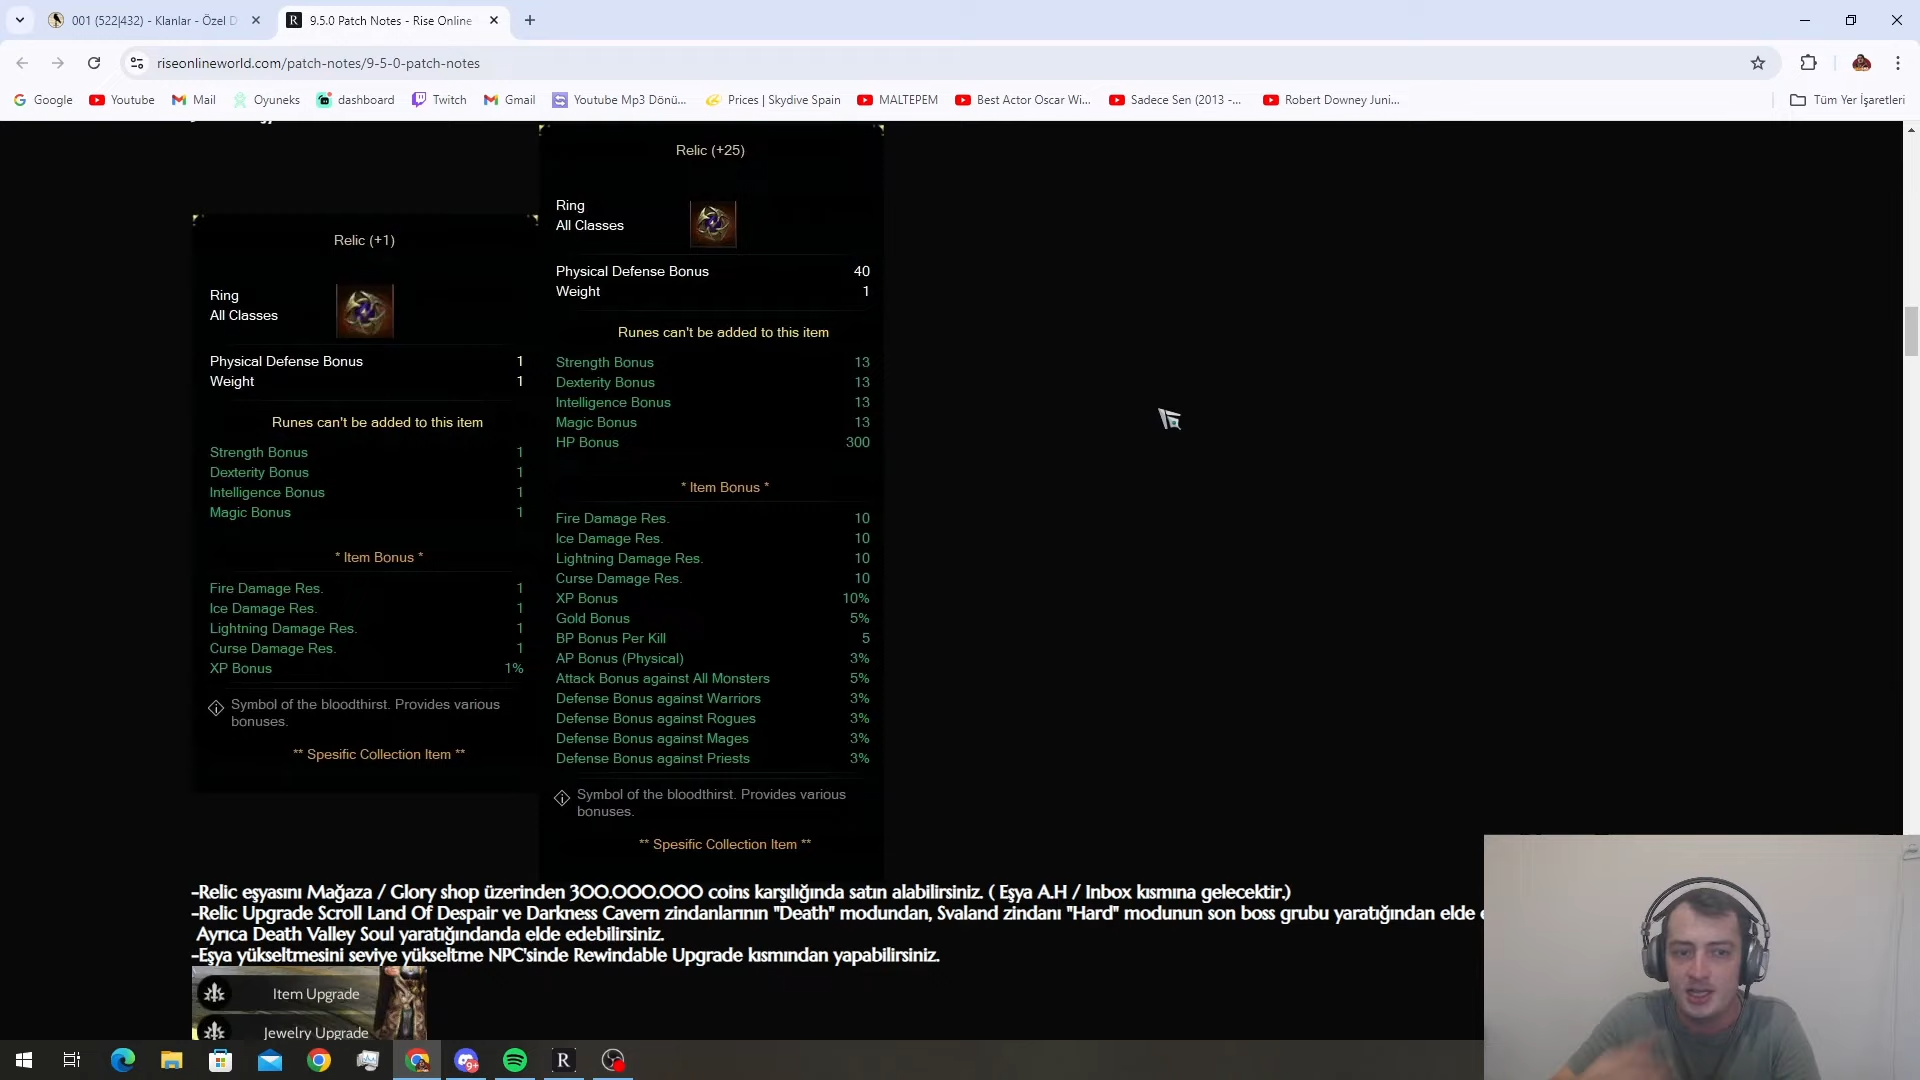 001 (522|432) - Klanlar - Özel D
9.5.0 Patch Notes - Rise Online
riseonlineworld.com/patch-notes/9-5-0-patch-notes
Google
Youtube
Mail
Oyuneks
dashboard
Twitch
Gmail
Youtube Mp3 Dönü...
Prices | Skydive Spain
MALTEPEM
Best Actor Oscar Wi...
Sadece Sen (2013 -...
Robert Downey Juni...
Tüm Yer İşaretleri
Relic (+1)
Ring
All Classes
Physical Defense Bonus 1
Weight 1
Runes can't be added to this item
Strength Bonus 1
Dexterity Bonus 1
Intelligence Bonus 1
Magic Bonus 1
* Item Bonus *
Fire Damage Res. 1
Ice Damage Res. 1
Lightning Damage Res. 1
Curse Damage Res. 1
XP Bonus 1%
Symbol of the bloodthirst. Provides various
bonuses.
** Spesific Collection Item **
Relic (+25)
Ring
All Classes
Physical Defense Bonus 40
Weight 1
Runes can't be added to this item
Strength Bonus 13
Dexterity Bonus 13
Intelligence Bonus 13
Magic Bonus 13
HP Bonus 300
* Item Bonus *
Fire Damage Res. 10
Ice Damage Res. 10
Lightning Damage Res. 10
Curse Damage Res. 10
XP Bonus 10%
Gold Bonus 5%
BP Bonus Per Kill 5
AP Bonus (Physical) 3%
Attack Bonus against All Monsters 5%
Defense Bonus against Warriors 3%
Defense Bonus against Rogues 3%
Defense Bonus against Mages 3%
Defense Bonus against Priests 3%
Symbol of the bloodthirst. Provides various
bonuses.
** Spesific Collection Item **
-Relic eşyasını Mağaza / Glory shop üzerinden 300.000.000 coins karşılığında satın alabilirsiniz. ( Eşya A.H / Inbox kısmına gelecektir.)
-Relic Upgrade Scroll Land Of Despair ve Darkness Cavern zindanlarının "Death" modundan, Svaland zindanı "Hard" modunun son boss grubu yaratığından elde e
Ayrıca Death Valley Soul yaratığındanda elde edebilirsiniz.
-Eşya yükseltmesini seviye yükseltme NPC'sinde Rewindable Upgrade kısmından yapabilirsiniz.
Item Upgrade
Jewelry Upgrade